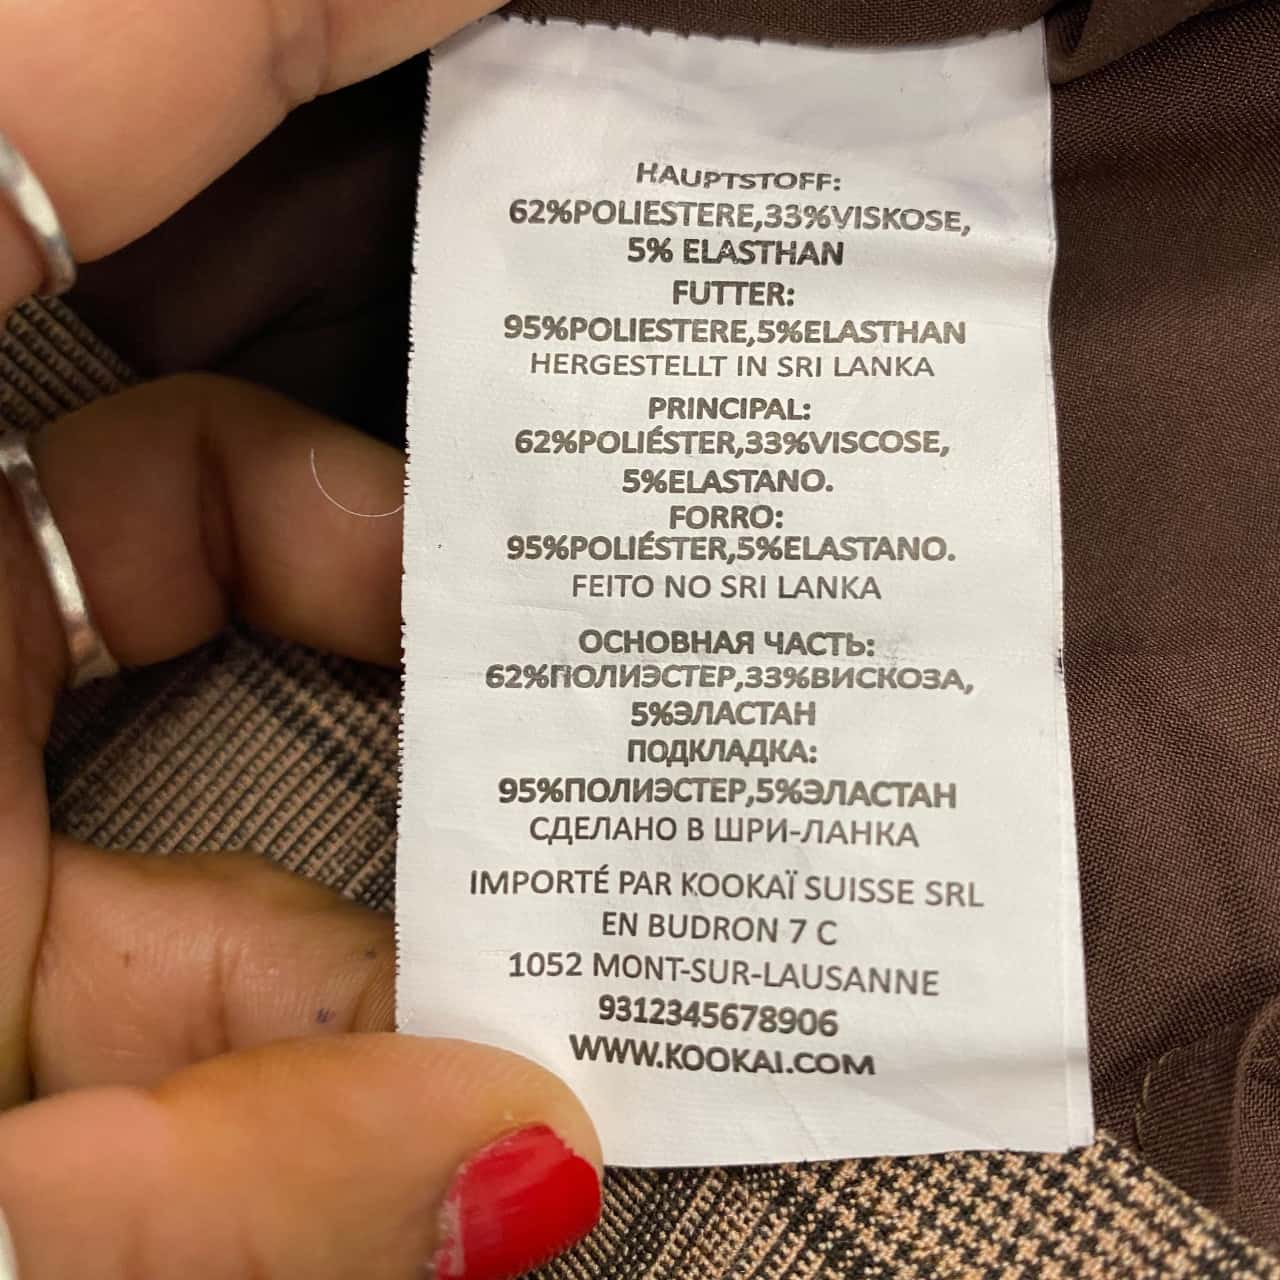 HAUPTSTOFF:
62%POLIESTERE,33%VISKOSE,
5% ELASTHAN
FUTTER:
95%POLIESTERE,5%ELASTHAN
HERGESTELLT IN SRI LANKA
PRINCIPAL:
62%POLIÉSTER,33%VISCOSE,
5%ELASTANO.
FORRO:
95%POLIÉSTER,5%ELASTANO.
FEITO NO SRI LANKA
ОСНОВНАЯ ЧАСТЬ:
62%ПОЛИЭСТЕР,33%ВИСКОЗА,
5%ЭЛАСТАН
ПОДКЛАДКА:
95%ПОЛИЭСТЕР,5%ЭЛАСТАН
СДЕЛАНО В ШРИ-ЛАНКА
IMPORTÉ PAR KOOKAÏ SUISSE SRL
EN BUDRON 7 C
1052 MONT-SUR-LAUSANNE
9312345678906
WWW.KOOKAI.COM